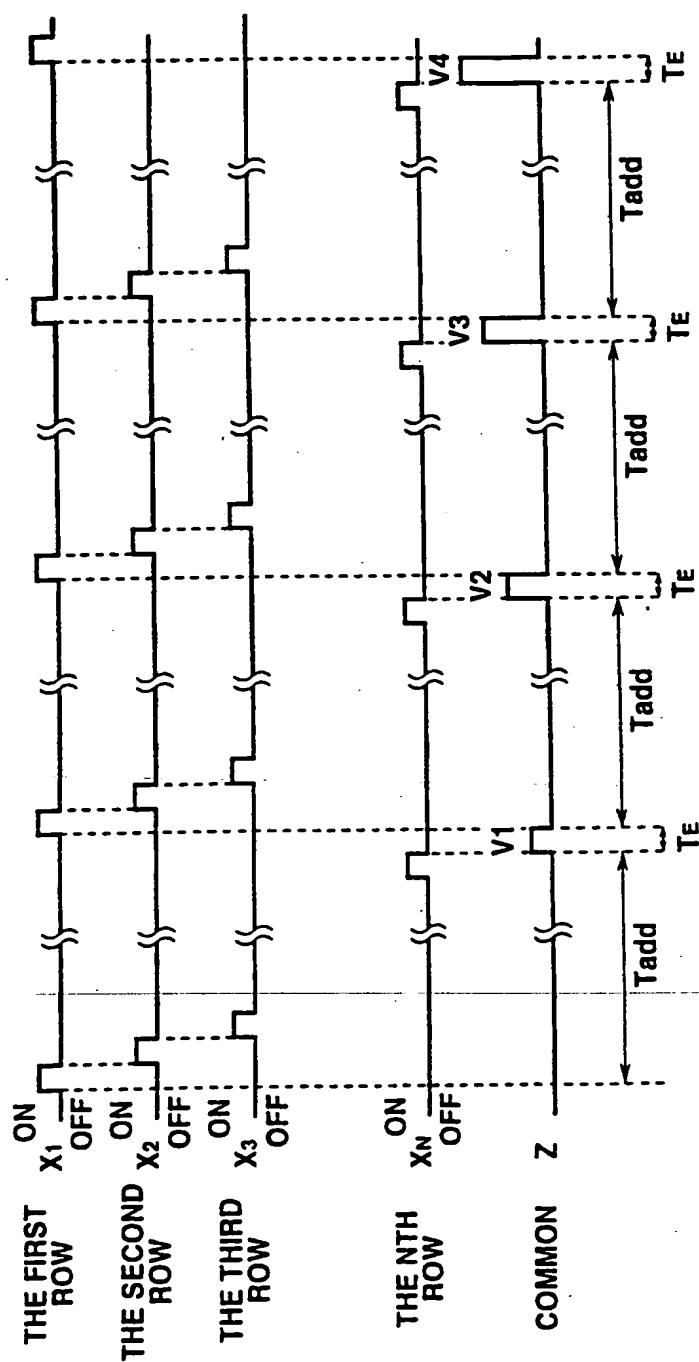 THE FIRST
ROW
X1
ON
OFF
THE SECOND
ROW
X2
ON
OFF
THE THIRD
ROW
X3
ON
OFF
THE NTH
ROW
XN
ON
OFF
V1
V2
V3
V4
COMMON
Z
Tadd
TE
Tadd
TE
Tadd
TE
Tadd
TE